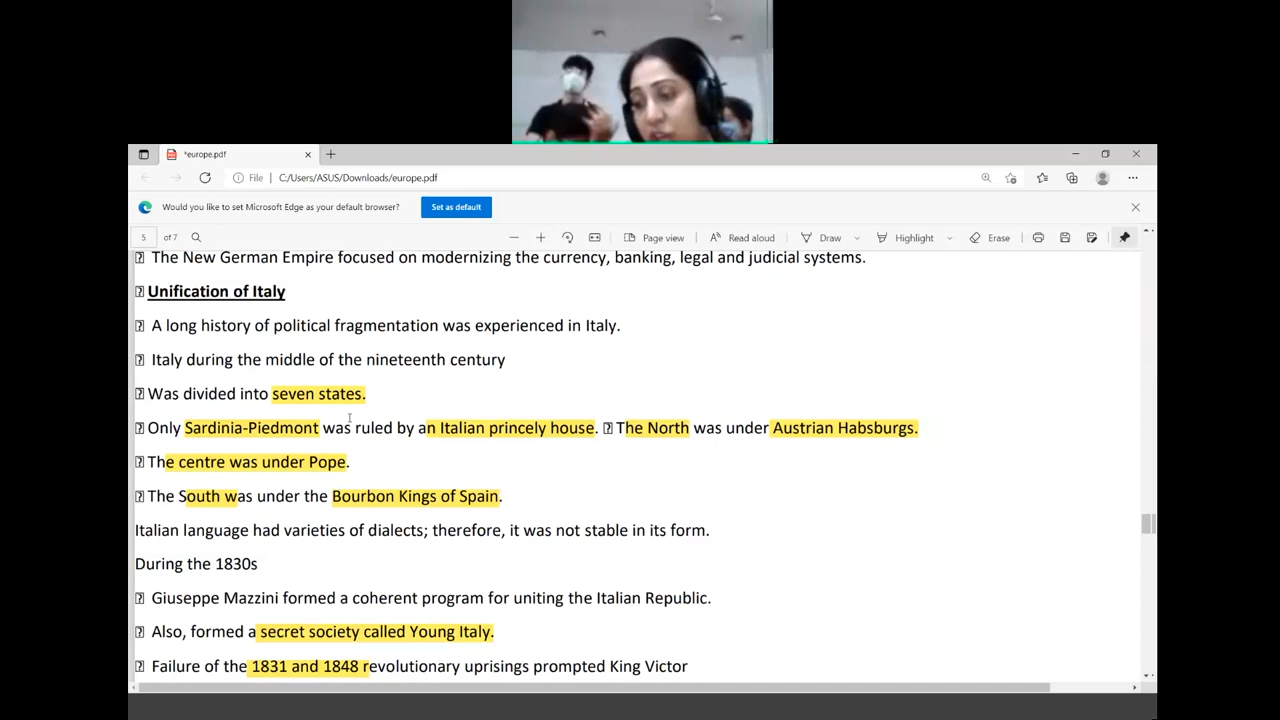 *europe.pdf
File
C:/Users/ASUS/Downloads/europe.pdf
Would you like to set Microsoft Edge as your default browser?
Set as default
5
of 7
Page view
Read aloud
Draw
Highlight
Erase
The New German Empire focused on modernizing the currency, banking, legal and judicial systems.
Unification of Italy
A long history of political fragmentation was experienced in Italy.
Italy during the middle of the nineteenth century
Was divided into seven states.
Only Sardinia-Piedmont was ruled by an Italian princely house. The North was under Austrian Habsburgs.
The centre was under Pope.
The South was under the Bourbon Kings of Spain.
Italian language had varieties of dialects; therefore, it was not stable in its form.
During the 1830s
Giuseppe Mazzini formed a coherent program for uniting the Italian Republic.
Also, formed a secret society called Young Italy.
Failure of the 1831 and 1848 revolutionary uprisings prompted King Victor